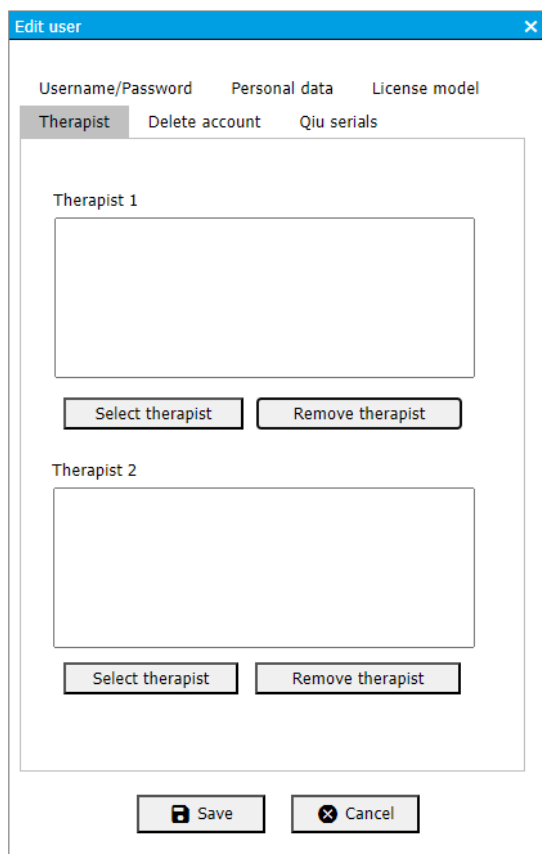 Edit user
Username/Password Personal data License model
Therapist Delete account Qiu serials
Therapist 1
Select therapist Remove therapist
Therapist 2
Select therapist Remove therapist
Save Cancel